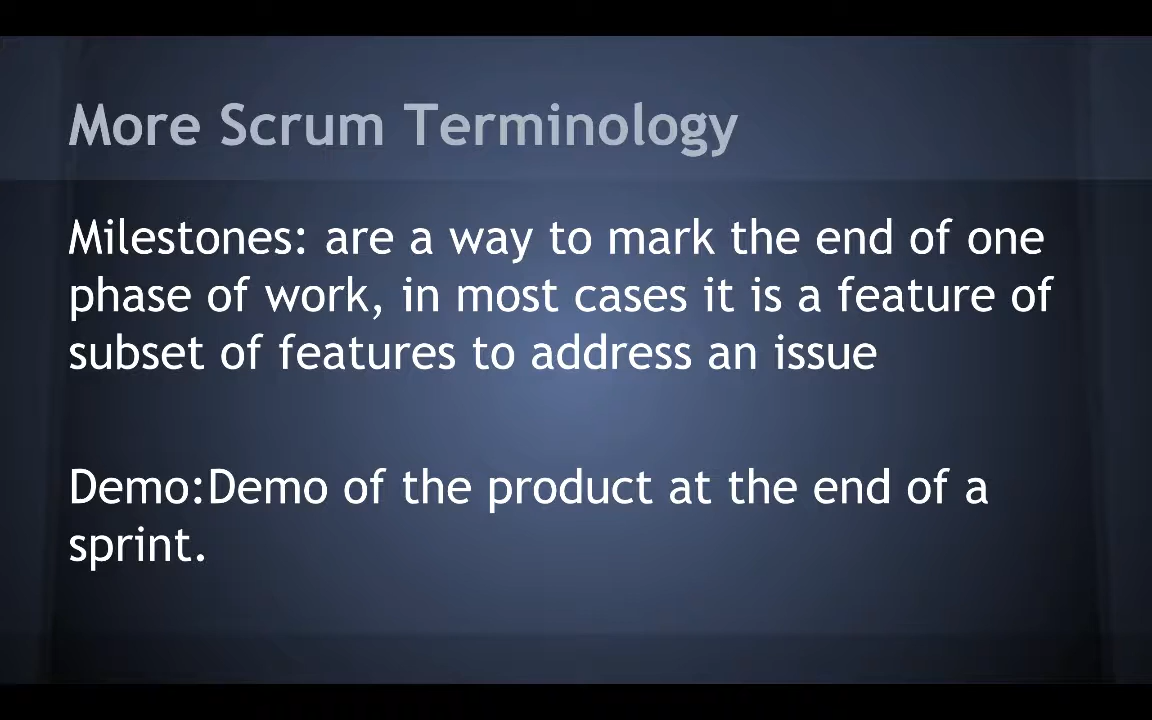 More Scrum Terminology
Milestones: are a way to mark the end of one
phase of work, in most cases it is a feature of
subset of features to address an issue
Demo:Demo of the product at the end of a
sprint.